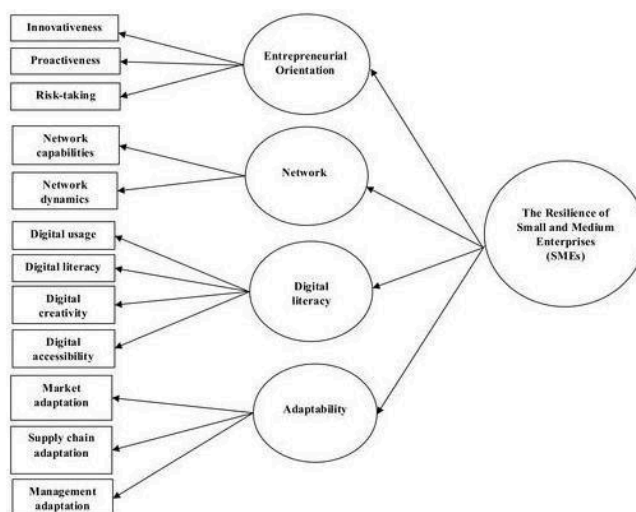 Innovativeness
Proactiveness
Risk-taking
Entrepreneurial
Orientation
Network
capabilities
Network
dynamics
Network
Digital usage
Digital literacy
Digital
creativity
Digital
accessibility
Digital
literacy
Market
adaptation
Supply chain
adaptation
Management
adaptation
Adaptability
The Resilience of
Small and Medium
Enterprises
(SMEs)